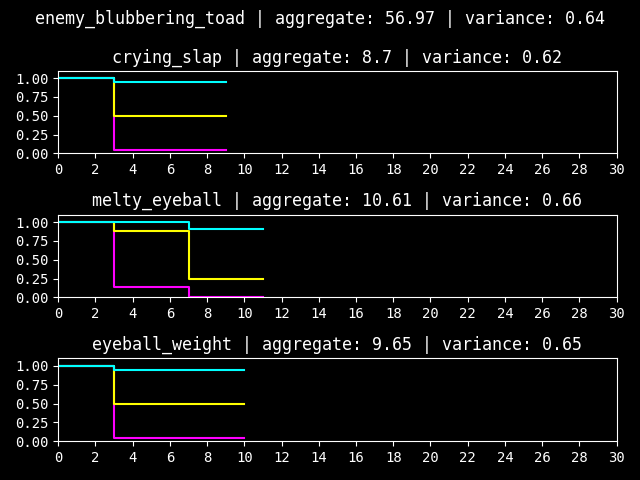 enemy_blubbering_toad | aggregate: 56.97 | variance: 0.64
crying_slap | aggregate: 8.7 | variance: 0.62
1.00
0.75
0.50
0.25
0.00
0 2 4 6 8 10 12 14 16 18 20 22 24 26 28 30
melty_eyeball | aggregate: 10.61 | variance: 0.66
1.00
0.75
0.50
0.25
0.00
0 2 4 6 8 10 12 14 16 18 20 22 24 26 28 30
eyeball_weight | aggregate: 9.65 | variance: 0.65
1.00
0.75
0.50
0.25
0.00
0 2 4 6 8 10 12 14 16 18 20 22 24 26 28 30